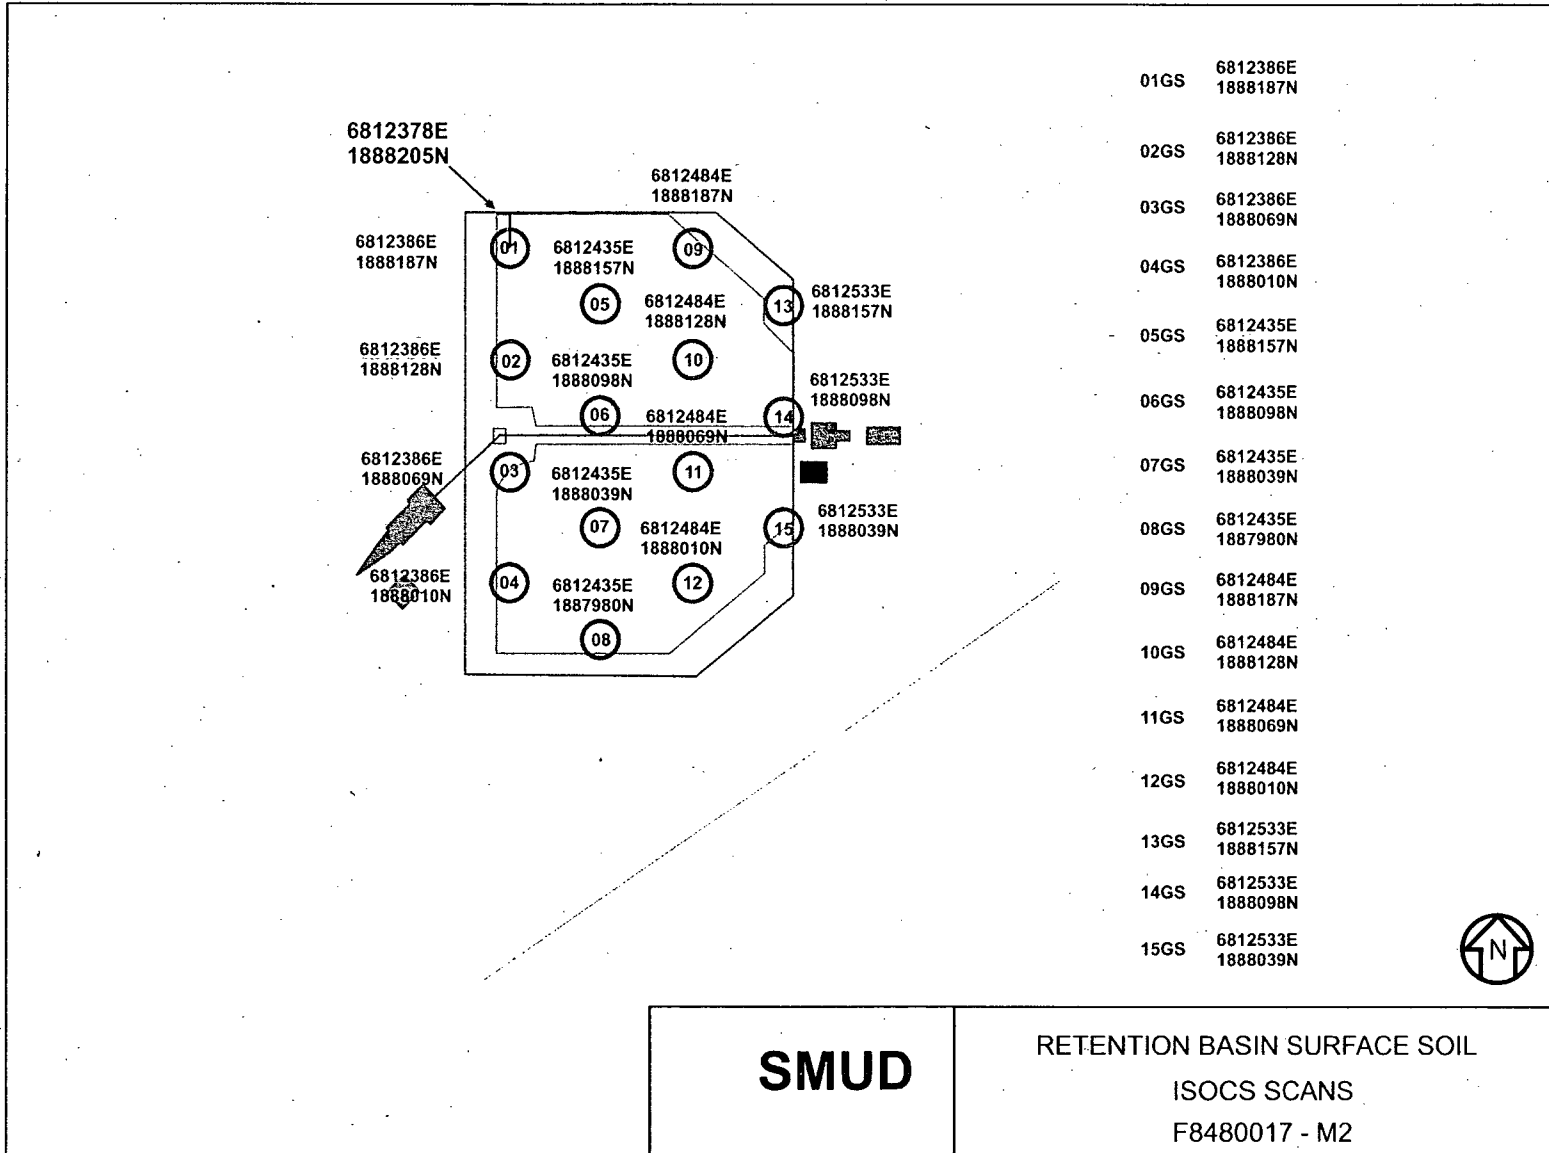 6812378E
1888205N
6812484E
1888187N
6812386E
1888187N
01
6812435E
1888157N
09
05
6812484E
1888128N
13
6812533E
1888157N
6812386E
1888128N
02
6812435E
1888098N
10
6812533E
1888098N
06
6812484E
1888069N
14
6812386E
1888069N
03
6812435E
1888039N
11
07
6812484E
1888010N
15
6812533E
1888039N
6812386E
1888010N
04
6812435E
1887980N
12
08
01GS 6812386E
1888187N
02GS 6812386E
1888128N
03GS 6812386E
1888069N
04GS 6812386E
1888010N
05GS 6812435E
1888157N
06GS 6812435E
1888098N
07GS 6812435E
1888039N
08GS 6812435E
1887980N
09GS 6812484E
1888187N
10GS 6812484E
1888128N
11GS 6812484E
1888069N
12GS 6812484E
1888010N
13GS 6812533E
1888157N
14GS 6812533E
1888098N
15GS 6812533E
1888039N
N
SMUD
RETENTION BASIN SURFACE SOIL
ISOCS SCANS
F8480017 - M2